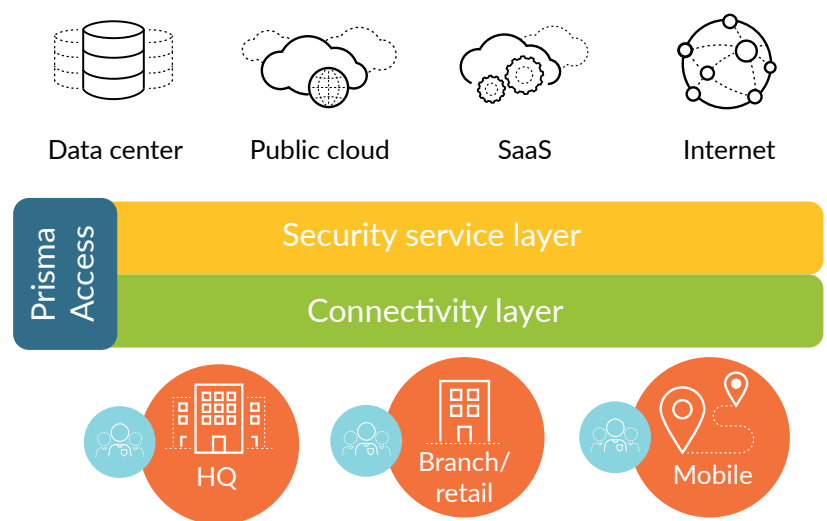 Data center
Public cloud
SaaS
Internet
Prisma
Access
Security service layer
Connectivity layer
HQ
Branch/
retail
Mobile